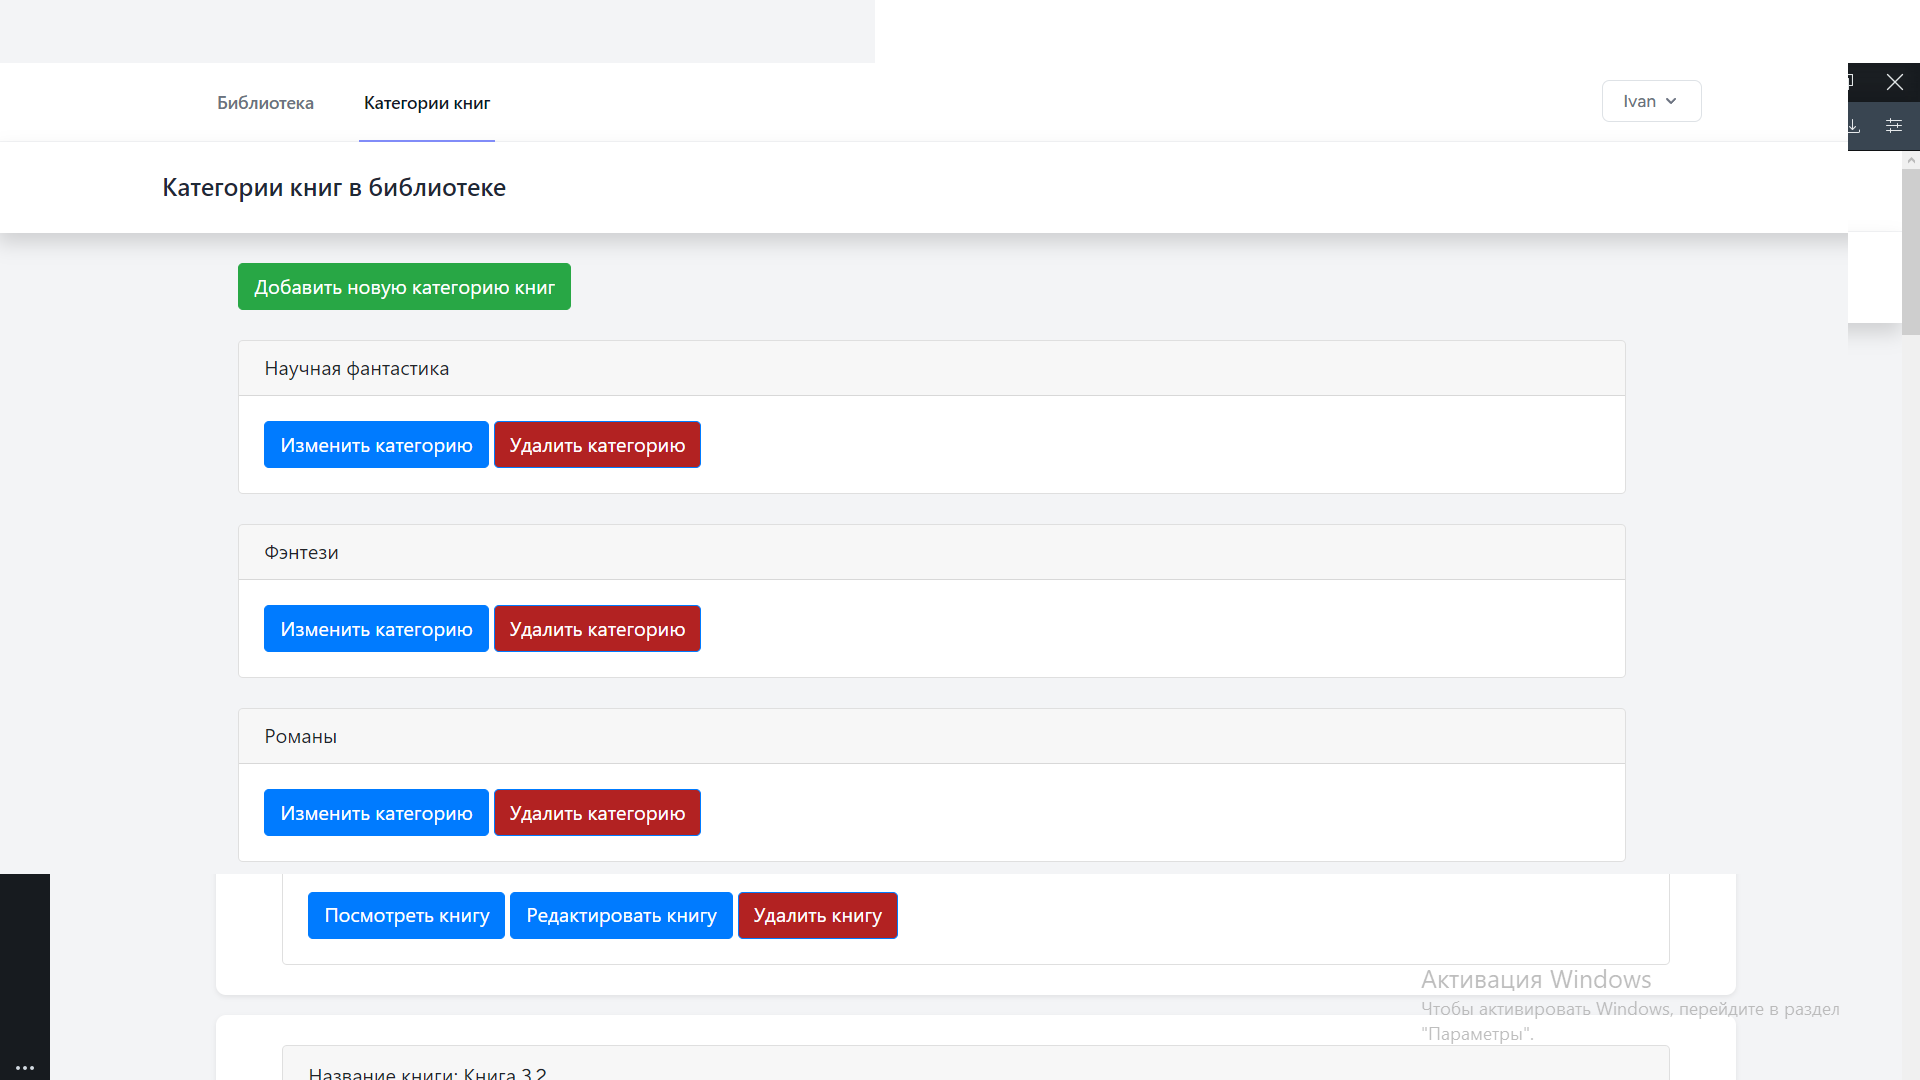 Библиотека
Категории книг
Ivan
Категории книг в библиотеке
Добавить новую категорию книг
Научная фантастика
Изменить категорию Удалить категорию
Фэнтези
Изменить категорию Удалить категорию
Романы
Изменить категорию Удалить категорию
Посмотреть книгу Редактировать книгу Удалить книгу
Активация Windows
Чтобы активировать Windows, перейдите в раздел
"Параметры".
Название книги: Книга 3.2